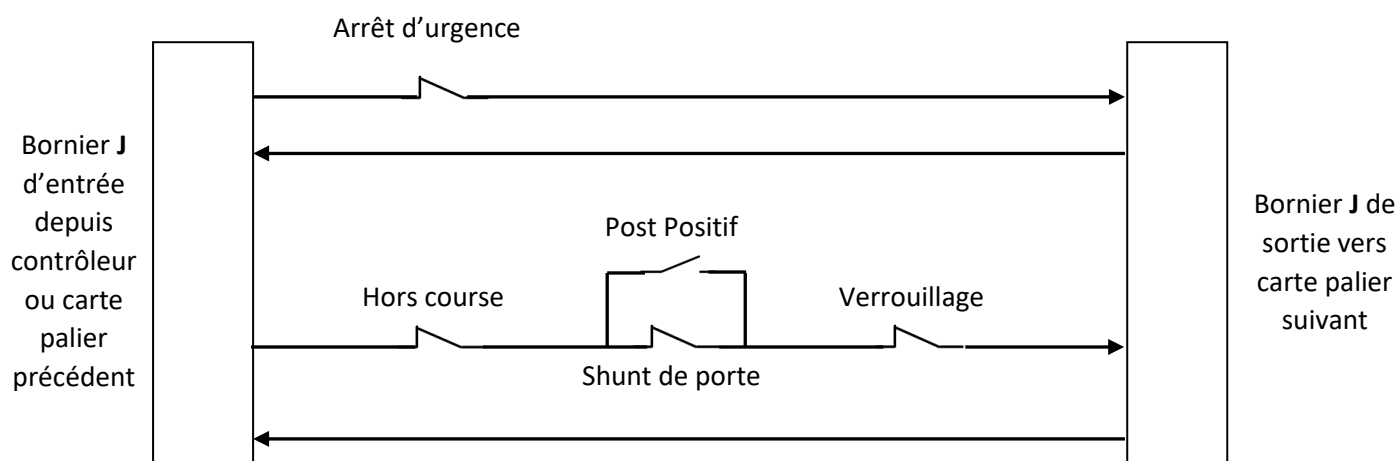 Arrêt d’urgence
Bornier J
d’entrée
depuis
contrôleur
ou carte
palier
précédent
Post Positif
Hors course
Verrouillage
Shunt de porte
Bornier J de
sortie vers
carte palier
suivant